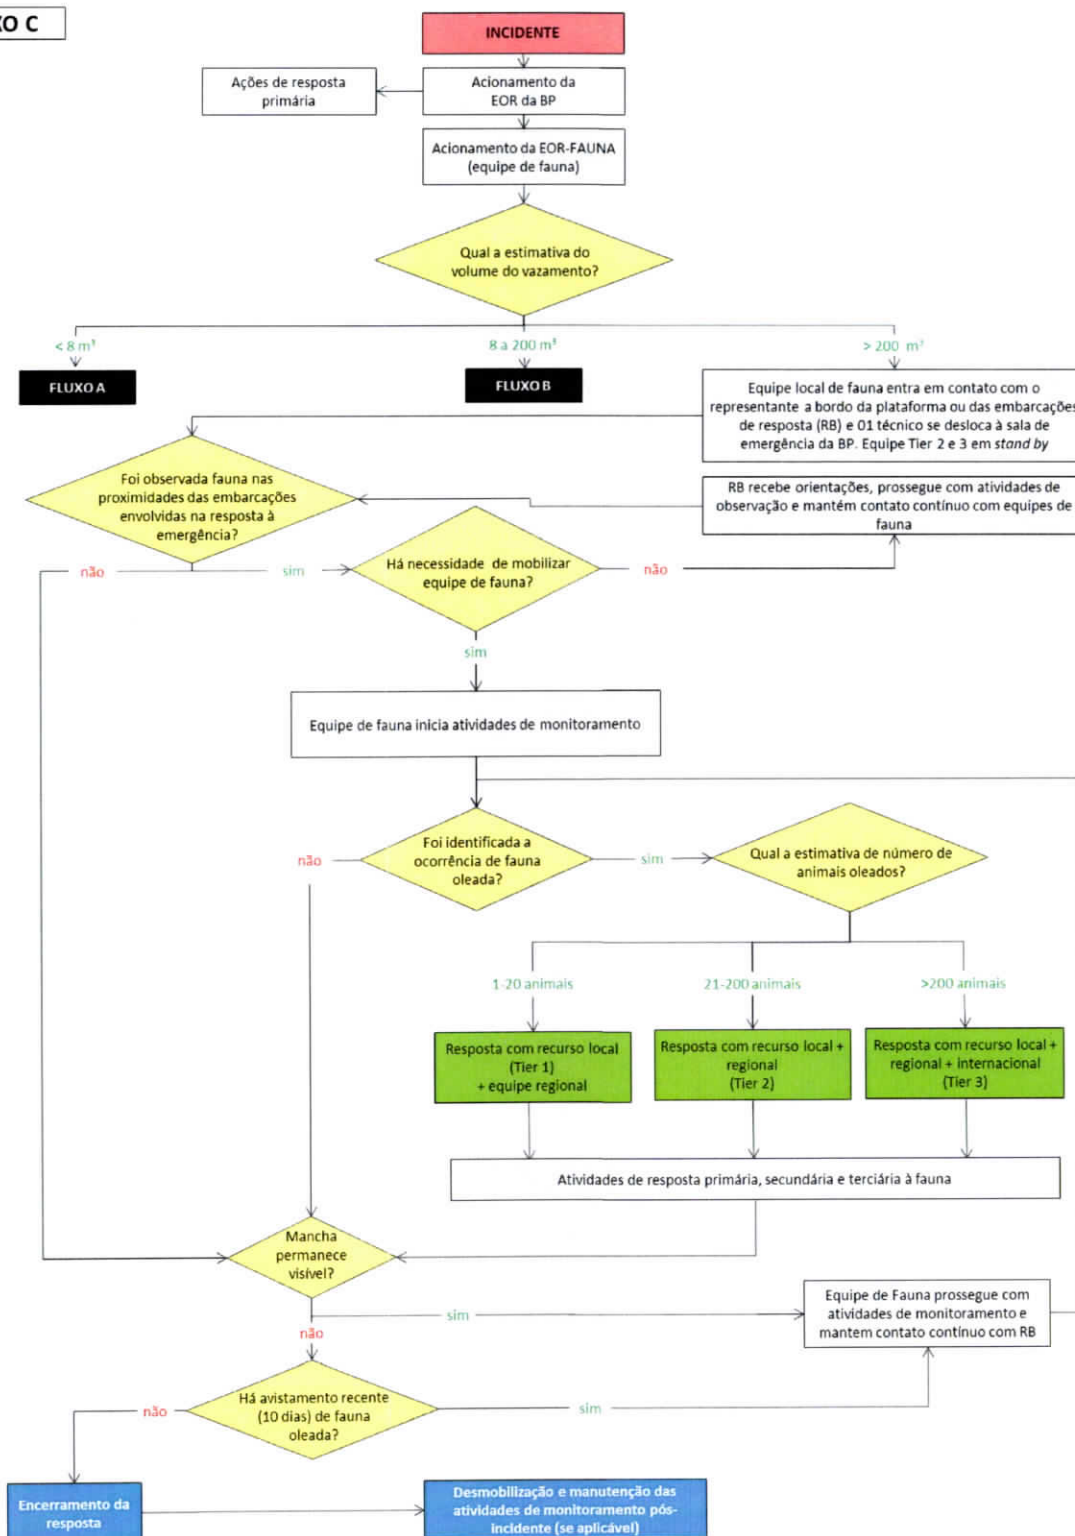 XO C
INCIDENTE
Ações de resposta
primária
Acionamento da
EOR da BP
Acionamento da EOR-FAUNA
(equipe de fauna)
Qual a estimativa do
volume do vazamento?
< 8 m³
8 a 200 m³
> 200 m³
FLUXO A
FLUXO B
Equipe local de fauna entra em contato com o
representante a bordo da plataforma ou das embarcações
de resposta (RB) e 01 técnico se desloca à sala de
emergência da BP. Equipe Tier 2 e 3 em stand by
Foi observada fauna nas
proximidades das embarcações
envolvidas na resposta à
emergência?
RB recebe orientações, prossegue com atividades de
observação e mantém contato contínuo com equipes de
fauna
não
sim
Há necessidade de mobilizar
equipe de fauna?
não
sim
Equipe de fauna inicia atividades de monitoramento
não
Foi identificada a
ocorrência de fauna
oleada?
sim
Qual a estimativa de número de
animais oleados?
1-20 animais
21-200 animais
>200 animais
Resposta com recurso local
(Tier 1)
+ equipe regional
Resposta com recurso local +
regional
(Tier 2)
Resposta com recurso local +
regional + internacional
(Tier 3)
Atividades de resposta primária, secundária e terciária à fauna
Mancha
permanece
visível?
sim
não
Equipe de Fauna prossegue com
atividades de monitoramento e
mantem contato contínuo com RB
não
Há avistamento recente
(10 dias) de fauna
oleada?
sim
Encerramento da
resposta
Desmobilização e manutenção das
atividades de monitoramento pós-
incidente (se aplicável)